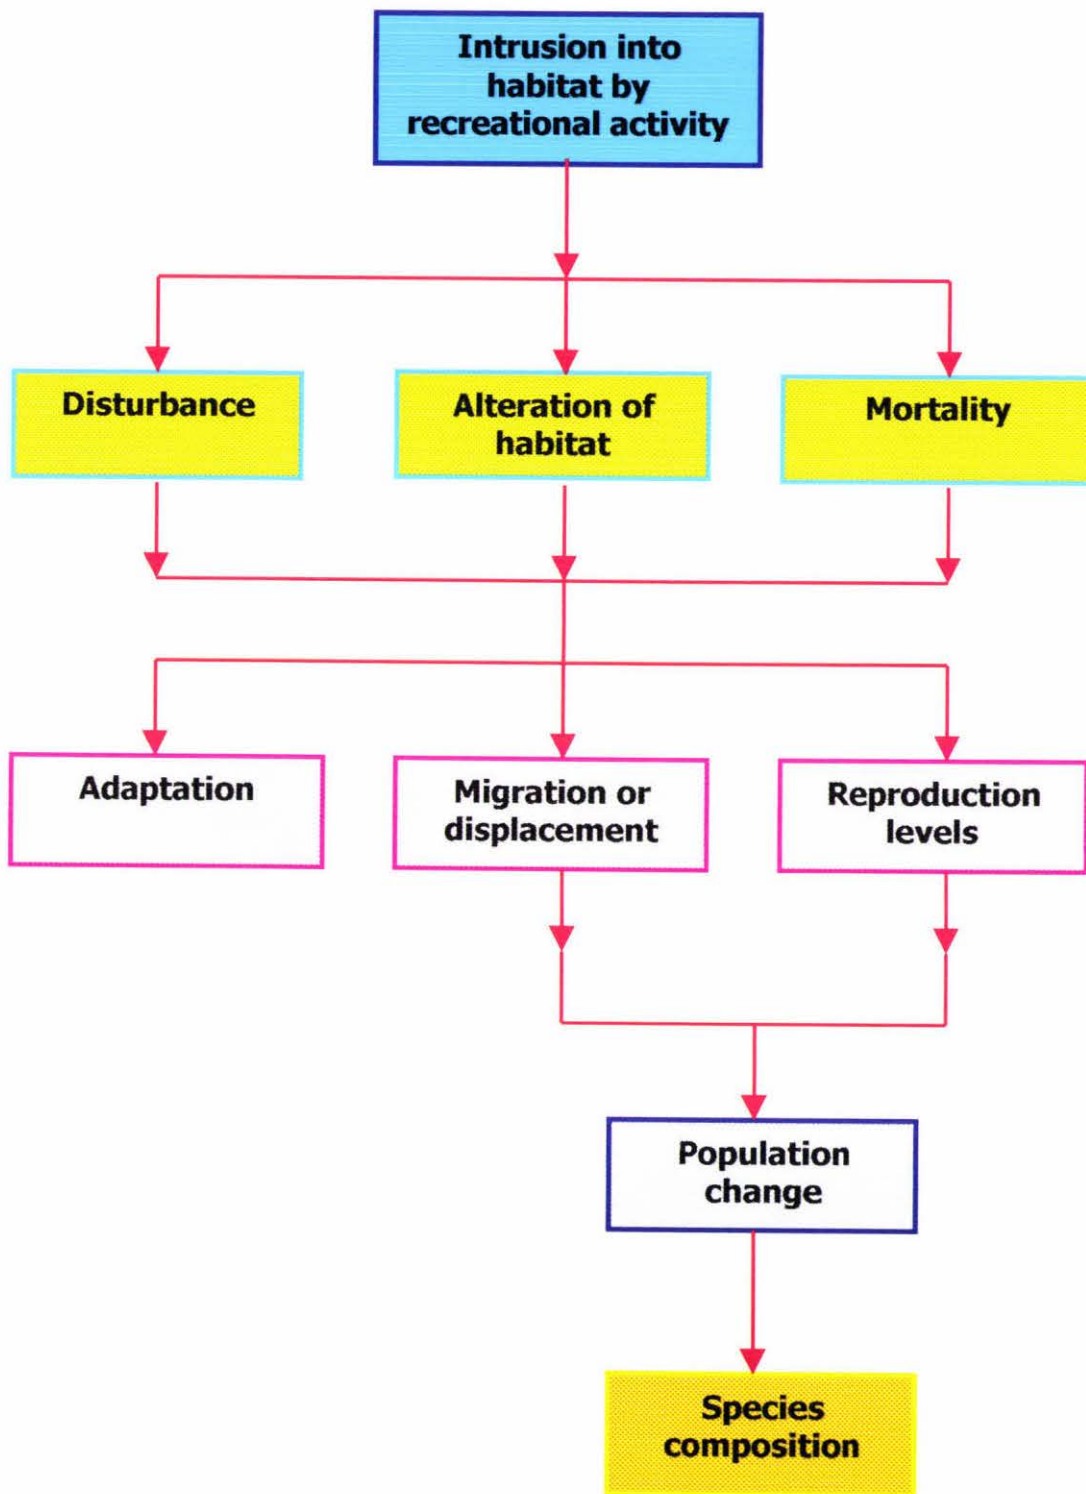 Intrusion into
habitat by
recreational activity
Disturbance
Alteration of
habitat
Mortality
Adaptation
Migration or
displacement
Reproduction
levels
Population
change
Species
composition